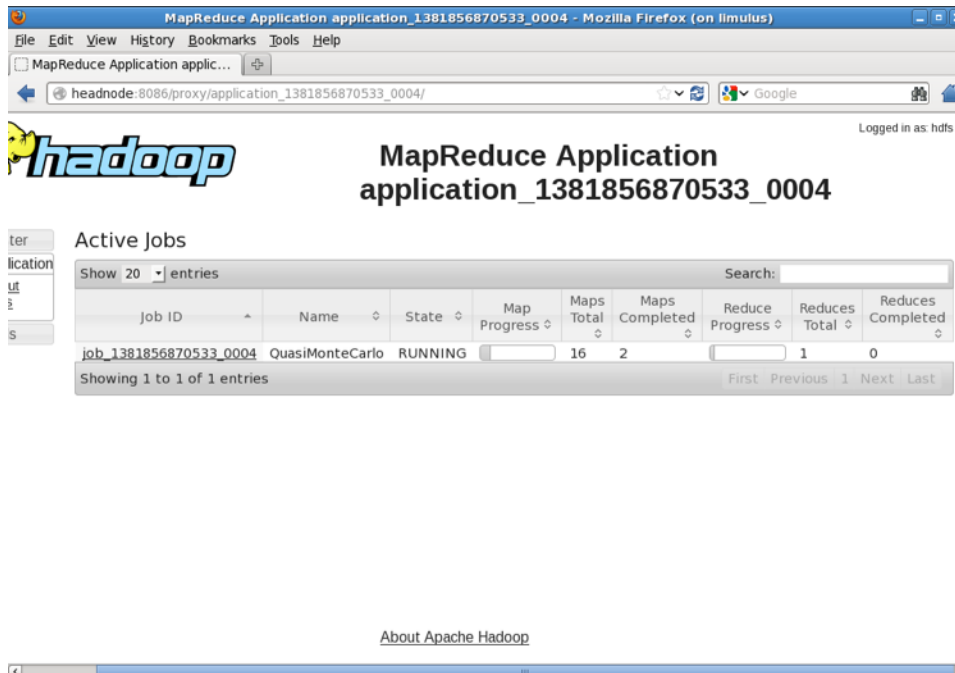 MapReduce Application application_1381856870533_0004 - Mozilla Firefox (on limulus)
File Edit View History Bookmarks Tools Help
MapReduce Application applic...
headnode:8086/proxy/application_1381856870533_0004/
Google
Logged in as: hdfs
hadoop
MapReduce Application
application_1381856870533_0004
ter
lication
ut
s
s
Active Jobs
Show 20 entries
Search:
Job ID Name State Map Progress Maps Total Maps Completed Reduce Progress Reduces Total Reduces Completed
job_1381856870533_0004 QuasiMonteCarlo RUNNING 16 2 1 0
Showing 1 to 1 of 1 entries
First Previous 1 Next Last
About Apache Hadoop